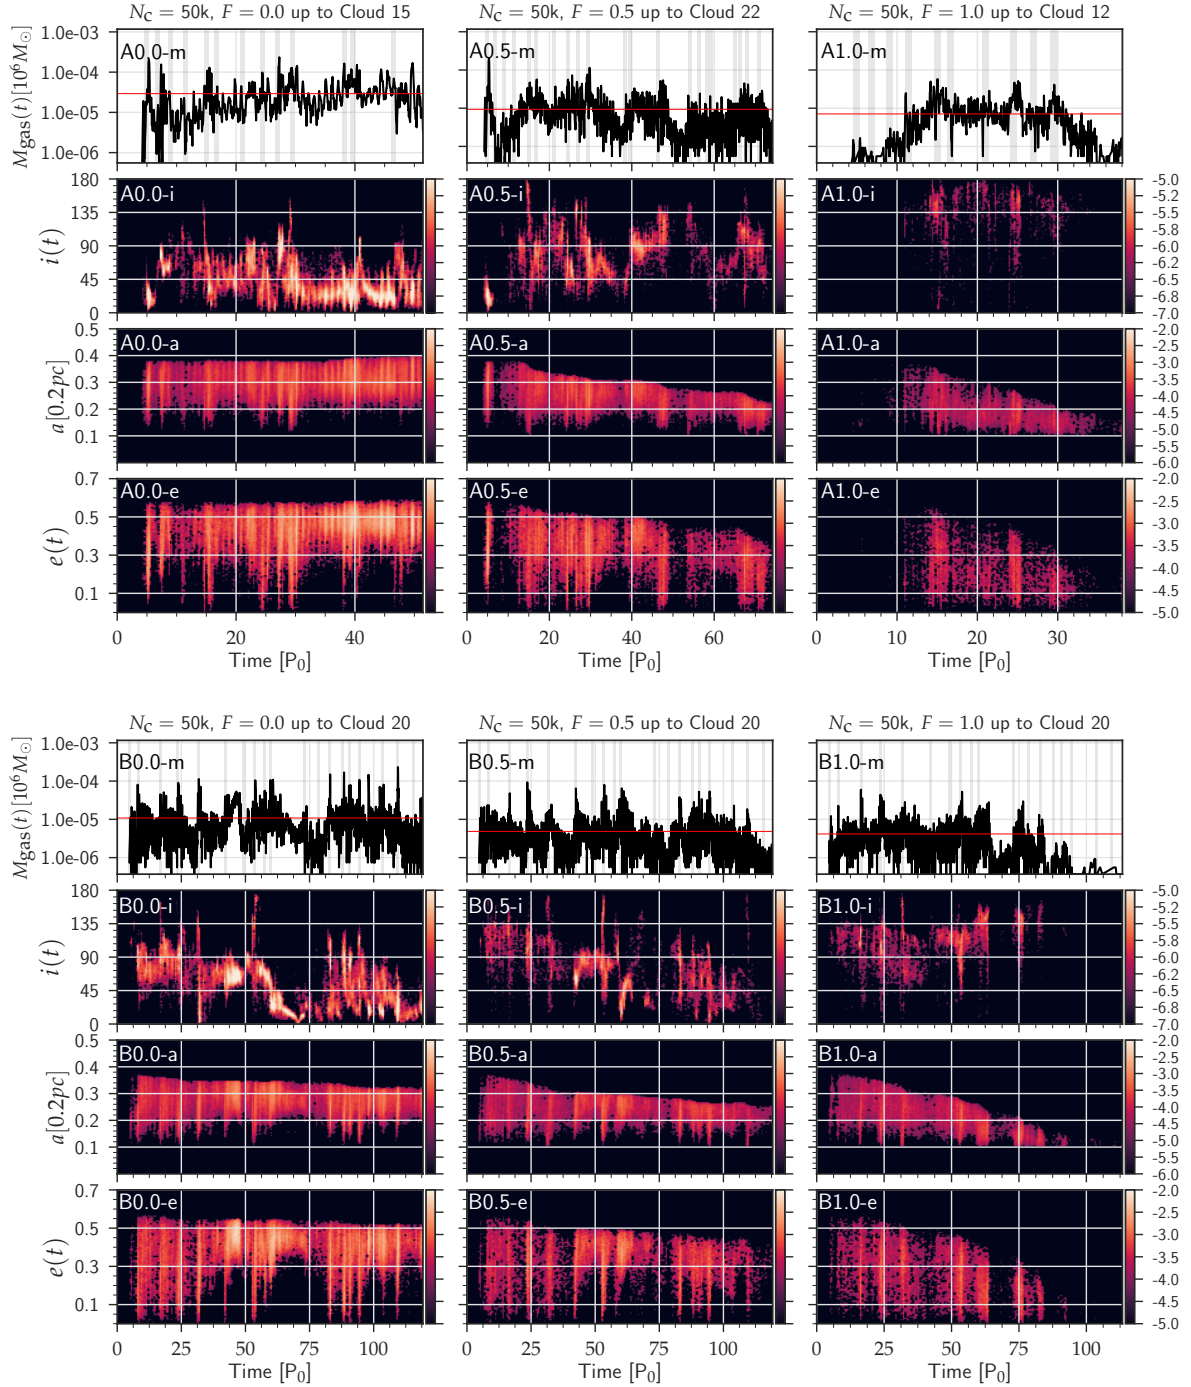 N_c = 50k, F = 0.0 up to Cloud 15 N_c = 50k, F = 0.5 up to Cloud 22 N_c = 50k, F = 1.0 up to Cloud 12
Mgas(t)[10^6 M_⊙]
1.0e-03
1.0e-04
1.0e-05
1.0e-06
A0.0-m A0.5-m A1.0-m
i(t)
180
135
90
45
0
A0.0-i A0.5-i A1.0-i
-5.0
-5.2
-5.5
-5.8
-6.0
-6.2
-6.5
-6.8
-7.0
a[0.2pc]
0.5
0.4
0.3
0.2
0.1
A0.0-a A0.5-a A1.0-a
-2.0
-2.5
-3.0
-3.5
-4.0
-4.5
-5.0
-5.5
-6.0
e(t)
0.7
0.5
0.3
0.1
A0.0-e A0.5-e A1.0-e
-2.0
-2.5
-3.0
-3.5
-4.0
-4.5
-5.0
0 20 40 0 20 40 60 0 10 20 30
Time [P_0] Time [P_0] Time [P_0]
N_c = 50k, F = 0.0 up to Cloud 20 N_c = 50k, F = 0.5 up to Cloud 20 N_c = 50k, F = 1.0 up to Cloud 20
Mgas(t)[10^6 M_⊙]
1.0e-03
1.0e-04
1.0e-05
1.0e-06
B0.0-m B0.5-m B1.0-m
i(t)
180
135
90
45
0
B0.0-i B0.5-i B1.0-i
-5.0
-5.2
-5.5
-5.8
-6.0
-6.2
-6.5
-6.8
-7.0
a[0.2pc]
0.5
0.4
0.3
0.2
0.1
B0.0-a B0.5-a B1.0-a
-2.0
-2.5
-3.0
-3.5
-4.0
-4.5
-5.0
-5.5
-6.0
e(t)
0.7
0.5
0.3
0.1
B0.0-e B0.5-e B1.0-e
-2.0
-2.5
-3.0
-3.5
-4.0
-4.5
-5.0
0 25 50 75 100 0 25 50 75 100 0 25 50 75 100
Time [P_0] Time [P_0] Time [P_0]